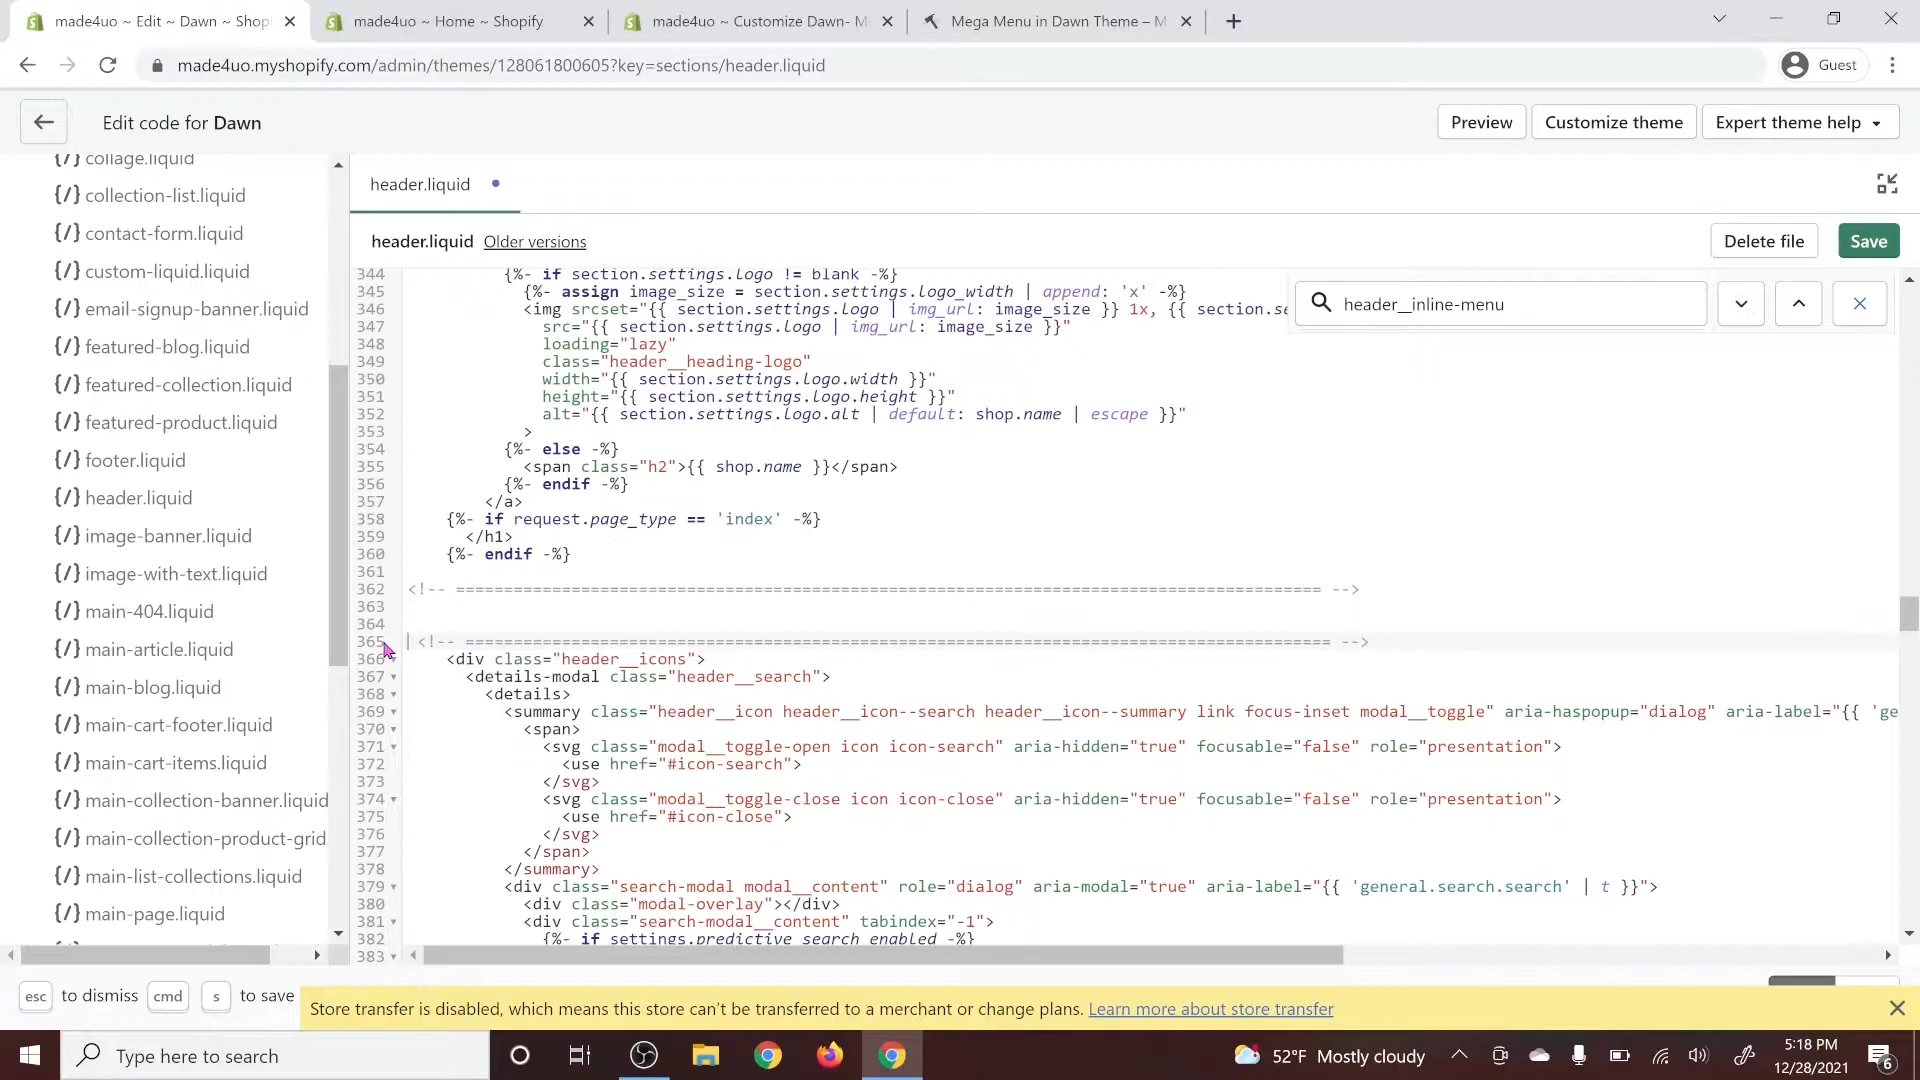 made4uo ~ Edit ~ Dawn ~ Shop
made4uo ~ Home ~ Shopify
made4uo ~ Customize Dawn- M
Mega Menu in Dawn Theme – M
made4uo.myshopify.com/admin/themes/128061800605?key=sections/header.liquid
Guest
Edit code for Dawn
Preview
Customize theme
Expert theme help
{/} collage.liquid
{/} collection-list.liquid
{/} contact-form.liquid
{/} custom-liquid.liquid
{/} email-signup-banner.liquid
{/} featured-blog.liquid
{/} featured-collection.liquid
{/} featured-product.liquid
{/} footer.liquid
{/} header.liquid
{/} image-banner.liquid
{/} image-with-text.liquid
{/} main-404.liquid
{/} main-article.liquid
{/} main-blog.liquid
{/} main-cart-footer.liquid
{/} main-cart-items.liquid
{/} main-collection-banner.liquid
{/} main-collection-product-grid
{/} main-list-collections.liquid
{/} main-page.liquid
header.liquid
header.liquid Older versions
Delete file
Save
header__inline-menu
344 {%- if section.settings.logo != blank -%}
345 {%- assign image_size = section.settings.logo_width | append: 'x' -%}
346 <img srcset="{{ section.settings.logo | img_url: image_size }} 1x, {{ section.se
347 src="{{ section.settings.logo | img_url: image_size }}"
348 loading="lazy"
349 class="header__heading-logo"
350 width="{{ section.settings.logo.width }}"
351 height="{{ section.settings.logo.height }}"
352 alt="{{ section.settings.logo.alt | default: shop.name | escape }}"
353 >
354 {%- else -%}
355 <span class="h2">{{ shop.name }}</span>
356 {%- endif -%}
357 </a>
358 {%- if request.page_type == 'index' -%}
359 </h1>
360 {%- endif -%}
361
362 <!-- ========================================================================================== -->
363
364
365 <!-- ========================================================================================== -->
366 <div class="header__icons">
367 <details-modal class="header__search">
368 <details>
369 <summary class="header__icon header__icon--search header__icon--summary link focus-inset modal__toggle" aria-haspopup="dialog" aria-label="{{ 'ge
370 <span>
371 <svg class="modal__toggle-open icon icon-search" aria-hidden="true" focusable="false" role="presentation">
372 <use href="#icon-search">
373 </svg>
374 <svg class="modal__toggle-close icon icon-close" aria-hidden="true" focusable="false" role="presentation">
375 <use href="#icon-close">
376 </svg>
377 </span>
378 </summary>
379 <div class="search-modal modal__content" role="dialog" aria-modal="true" aria-label="{{ 'general.search.search' | t }}">
380 <div class="modal-overlay"></div>
381 <div class="search-modal__content" tabindex="-1">
382 {%- if settings.predictive_search_enabled -%}
383
esc to dismiss cmd s to save
Store transfer is disabled, which means this store can't be transferred to a merchant or change plans. Learn more about store transfer
Type here to search
52°F Mostly cloudy
5:18 PM
12/28/2021
6